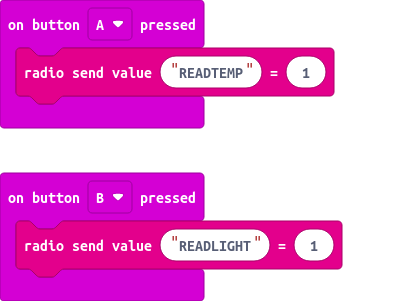 on button A pressed
radio send value "READTEMP" = 1
on button B pressed
radio send value "READLIGHT" = 1